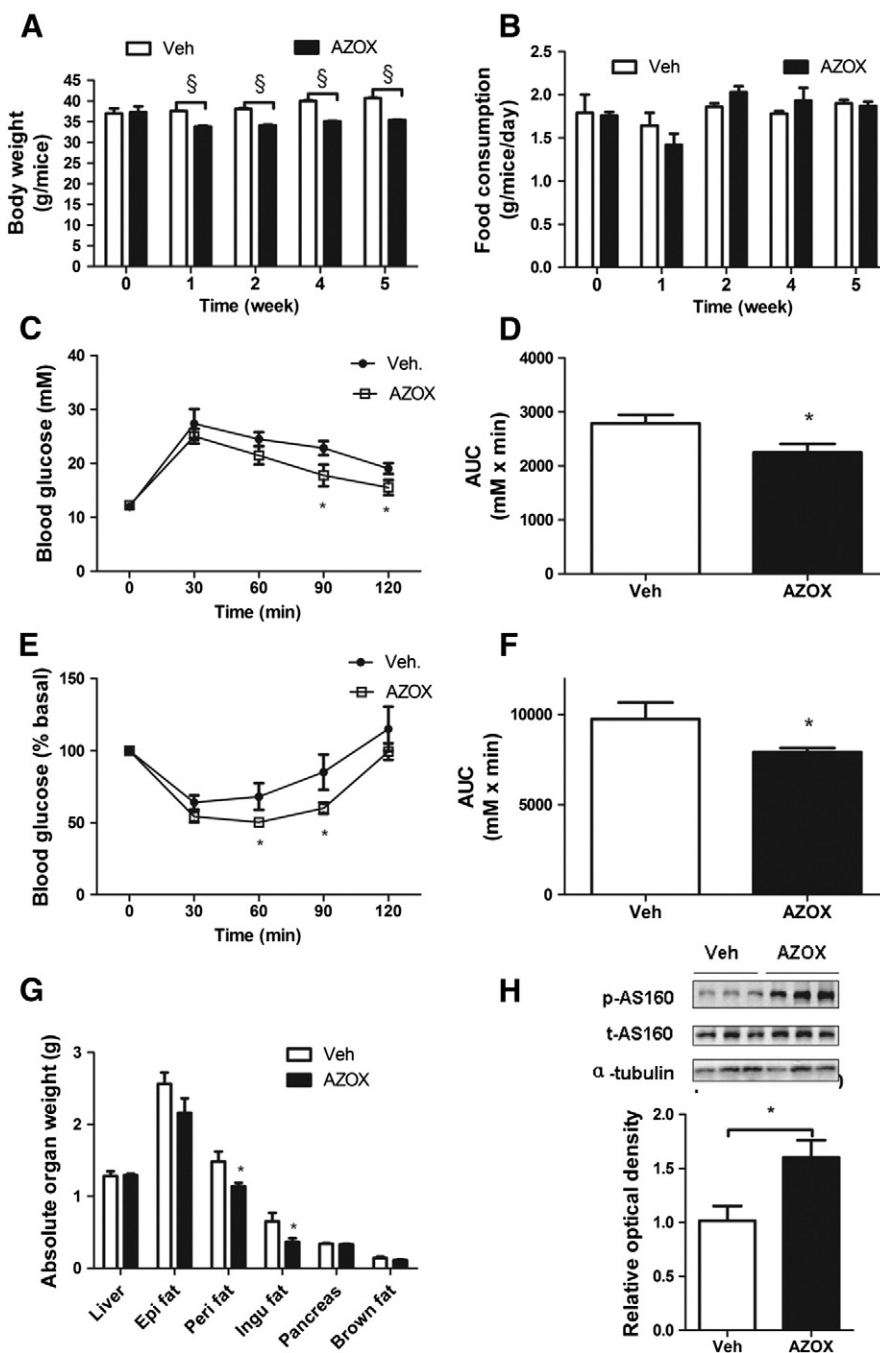 A
Veh
AZOX
Body weight
(g/mice)
45
40
35
30
25
20
15
10
5
0
§
§
§
§
0
1
2
4
5
Time (week)
B
Veh
AZOX
Food consumption
(g/mice/day)
2.5
2.0
1.5
1.0
0.5
0.0
0
1
2
4
5
Time (week)
C
Veh.
AZOX
Blood glucose (mM)
40
30
20
10
0
*
*
0
30
60
90
120
Time (min)
D
AUC
(mM x min)
4000
3000
2000
1000
0
*
Veh
AZOX
E
Veh.
AZOX
Blood glucose (% basal)
150
100
50
0
*
*
0
30
60
90
120
Time (min)
F
AUC
(mM x min)
10000
5000
0
*
Veh
AZOX
G
Veh
AZOX
Absolute organ weight (g)
3
2
1
0
*
*
Liver
Epi fat
Peri fat
Ingu fat
Pancreas
Brown fat
H
Veh
AZOX
p-AS160
t-AS160
α-tubulin
Relative optical density
2.0
1.5
1.0
0.5
0.0
*
Veh
AZOX